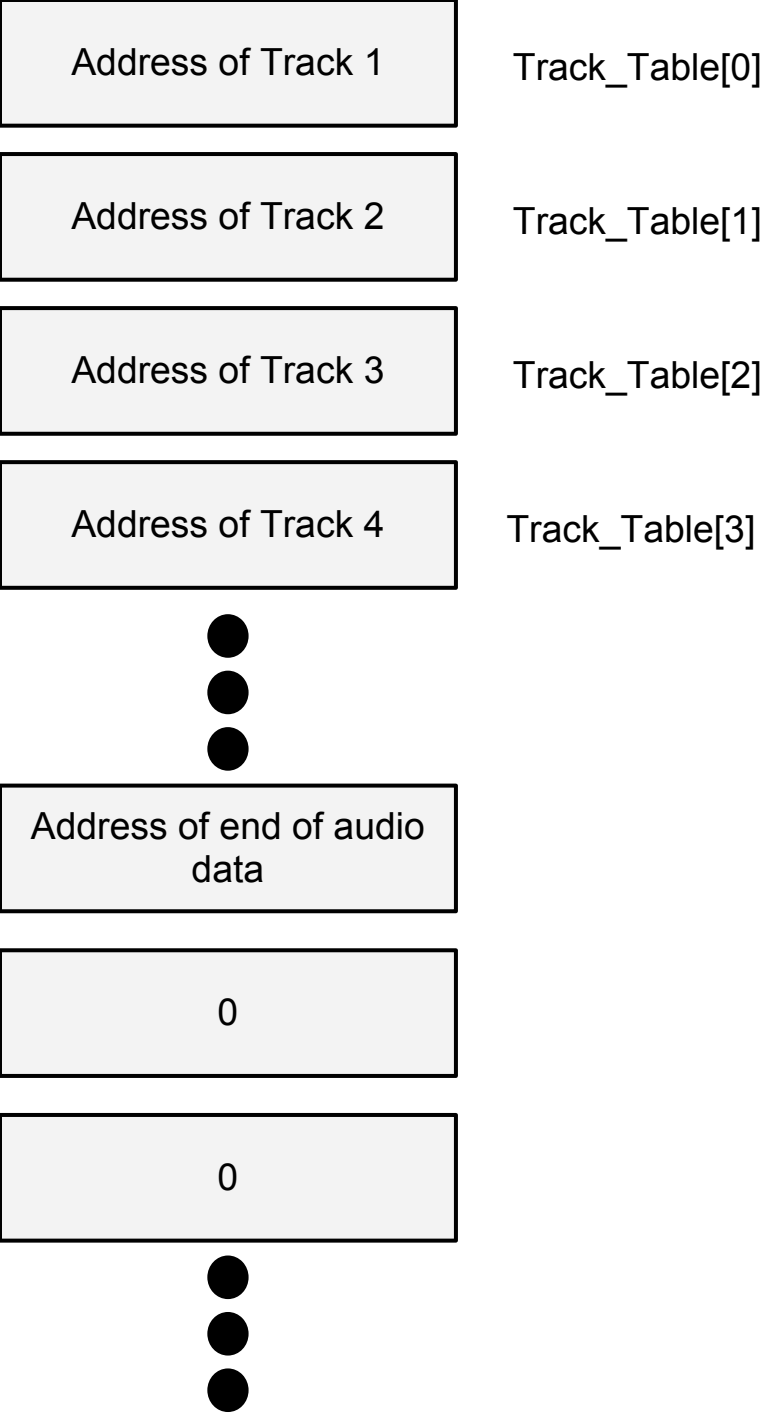 Address of Track 1
Track_Table[0]
Address of Track 2
Track_Table[1]
Address of Track 3
Track_Table[2]
Address of Track 4
Track_Table[3]
Address of end of audio
data
0
0